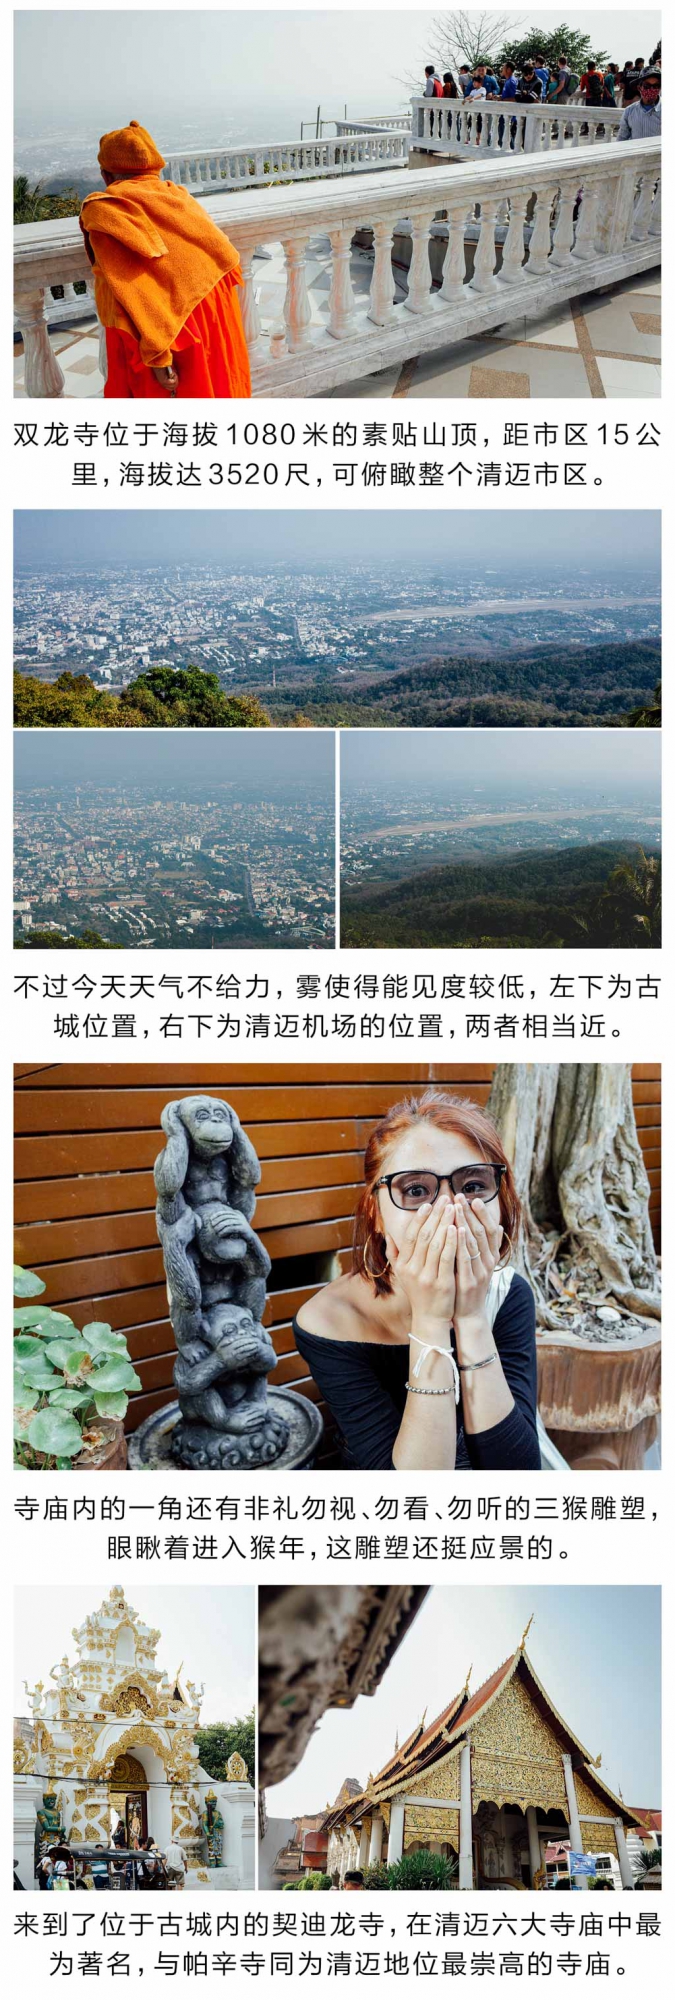 双龙寺位于海拔1080米的素贴山顶，距市区15公
里，海拔达3520尺，可俯瞰整个清迈市区。
不过今天天气不给力，雾使得能见度较低，左下为古
城位置，右下为清迈机场的位置，两者相当近。
寺庙内的一角还有非礼勿视、勿看、勿听的三猴雕塑，
眼瞅着进入猴年，这雕塑还挺应景的。
来到了位于古城内的契迪龙寺，在清迈六大寺庙中最
为著名，与帕辛寺同为清迈地位最崇高的寺庙。